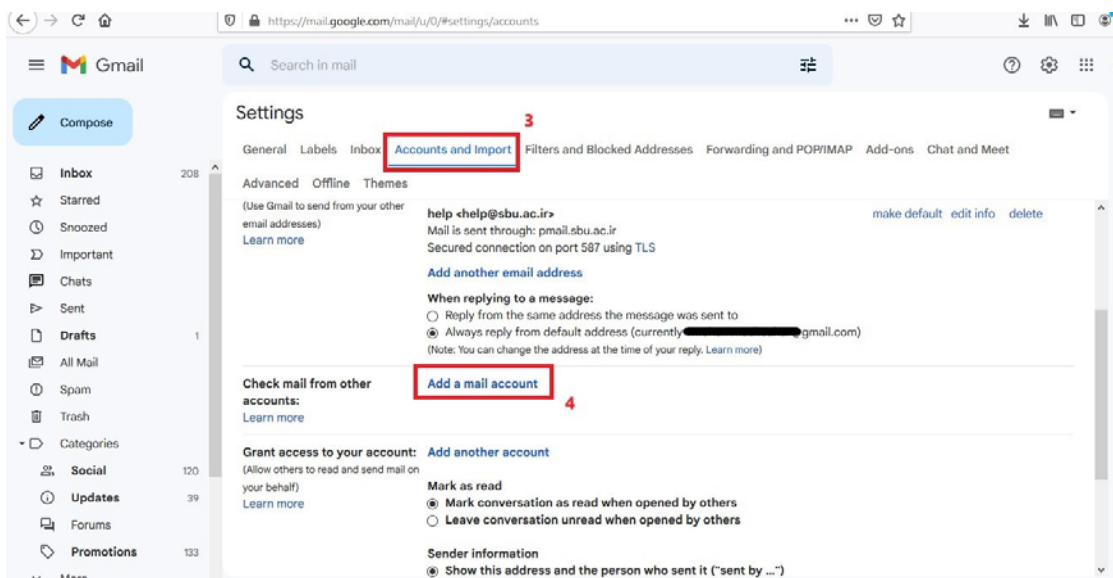 https://mail.google.com/mail/u/0/#settings/accounts
Gmail
Search in mail
Compose
Inbox 208
Starred
Snoozed
Important
Chats
Sent
Drafts 1
All Mail
Spam
Trash
Categories
Social 120
Updates 39
Forums
Promotions 133
Settings
3
General Labels Inbox Accounts and Import Filters and Blocked Addresses Forwarding and POP/IMAP Add-ons Chat and Meet
Advanced Offline Themes
(Use Gmail to send from your other
email addresses)
Learn more
help <help@sbu.ac.ir>
Mail is sent through: pmail.sbu.ac.ir
Secured connection on port 587 using TLS
make default edit info delete
Add another email address
When replying to a message:
Reply from the same address the message was sent to
Always reply from default address (currently gmail.com)
(Note: You can change the address at the time of your reply. Learn more)
Check mail from other
accounts:
Learn more
Add a mail account
4
Grant access to your account:
(Allow others to read and send mail on
your behalf)
Learn more
Add another account
Mark as read
Mark conversation as read when opened by others
Leave conversation unread when opened by others
Sender information
Show this address and the person who sent it ("sent by ...")